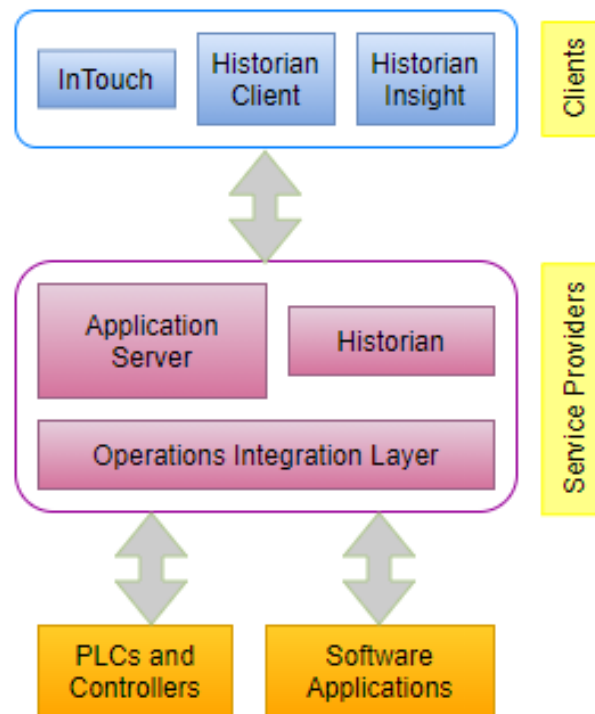 InTouch
Historian
Client
Historian
Insight
Clients
Application
Server
Historian
Operations Integration Layer
Service Providers
PLCs and
Controllers
Software
Applications